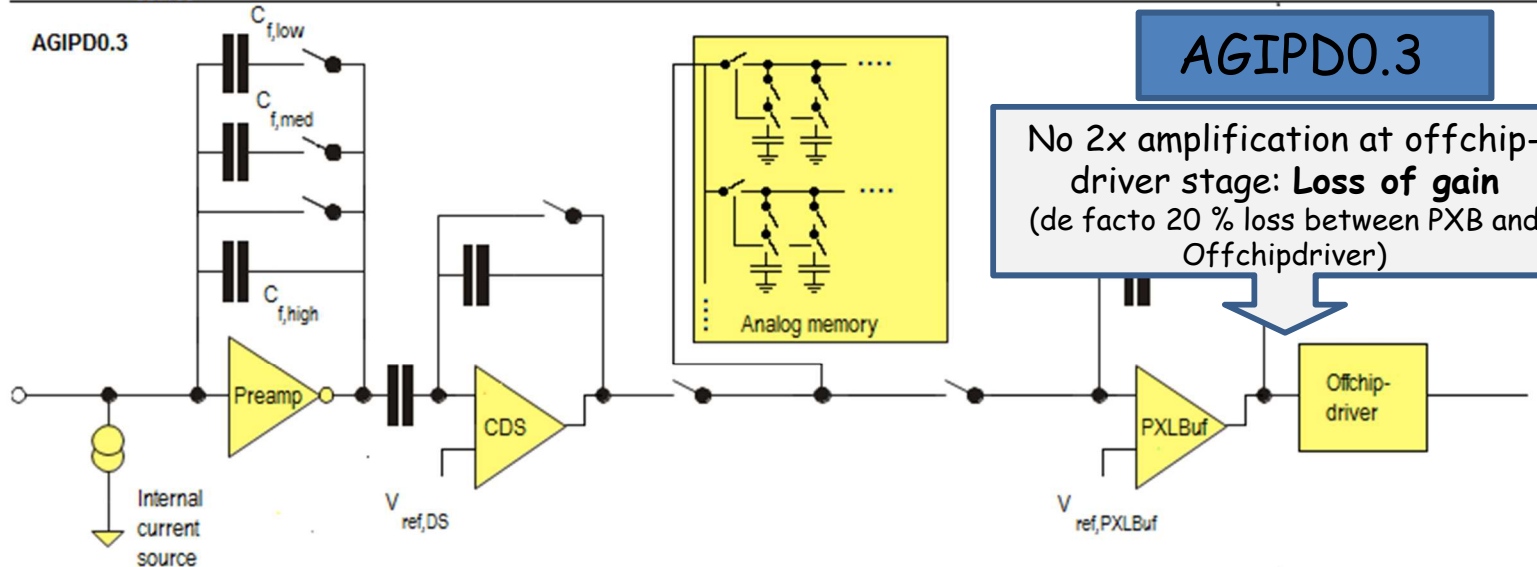 AGIPD0.3
C
f,low
C
f,med
C
f,high
Preamp
Internal
current
source
V
ref,DS
CDS
....
....
Analog memory
AGIPD0.3
No 2x amplification at offchip-
driver stage: Loss of gain
(de facto 20 % loss between PXB and
Offchipdriver)
PXLBuf
V
ref,PXLBuf
Offchip-
driver